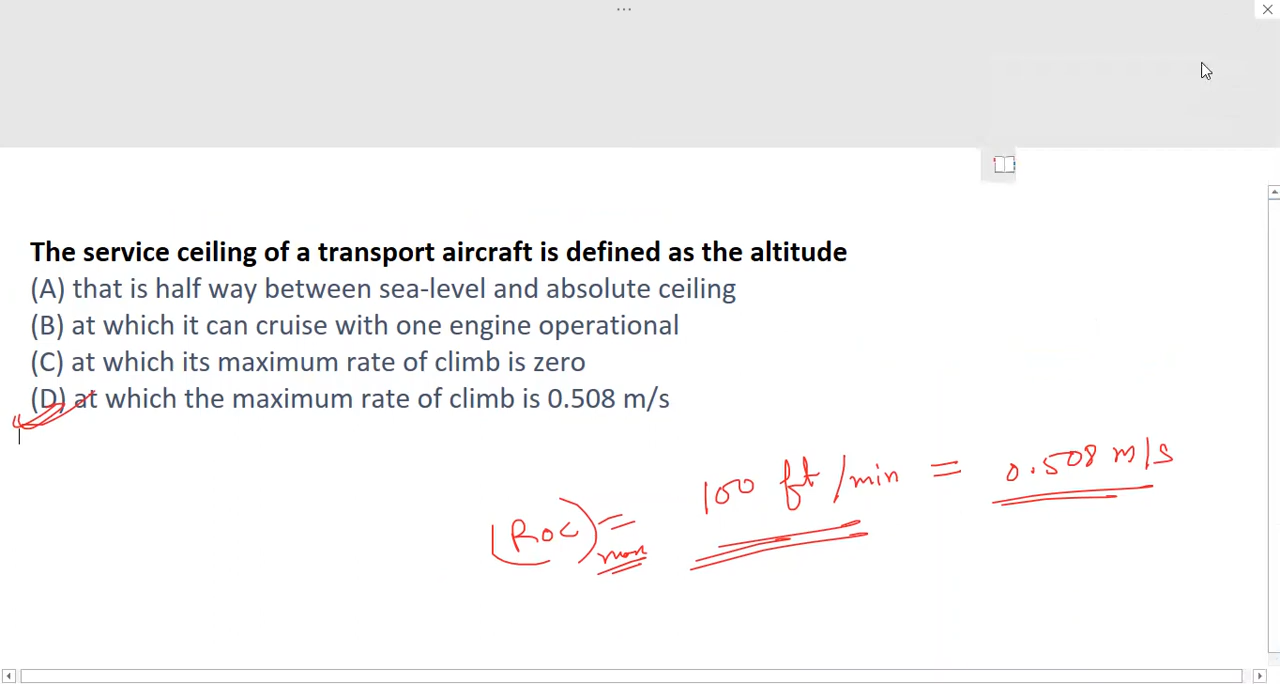 The service ceiling of a transport aircraft is defined as the altitude
(A) that is half way between sea-level and absolute ceiling
(B) at which it can cruise with one engine operational
(C) at which its maximum rate of climb is zero
(D) at which the maximum rate of climb is 0.508 m/s
(ROC)max = 100 ft/min = 0.508 m/s